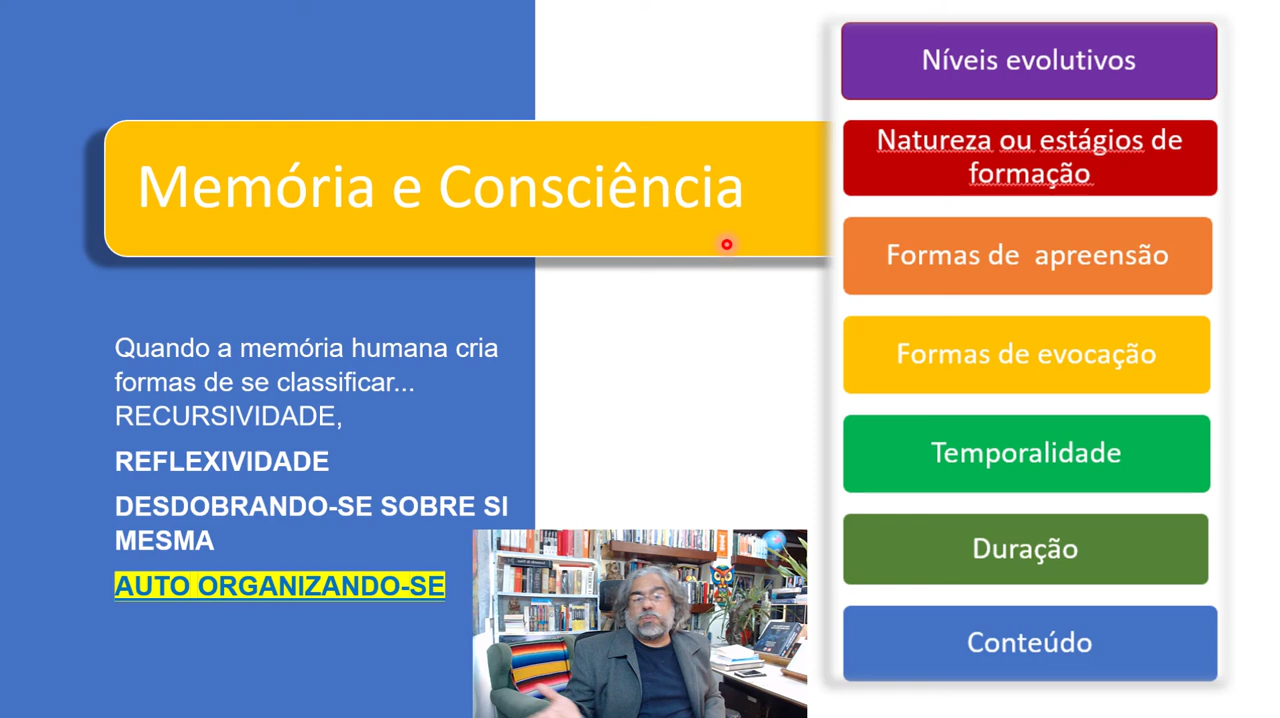 Memória e Consciência
Quando a memória humana cria
formas de se classificar...
RECURSIVIDADE,
REFLEXIVIDADE
DESDOBRANDO-SE SOBRE SI
MESMA
AUTO ORGANIZANDO-SE
Níveis evolutivos
Natureza ou estágios de
formação
Formas de  apreensão
Formas de evocação
Temporalidade
Duração
Conteúdo